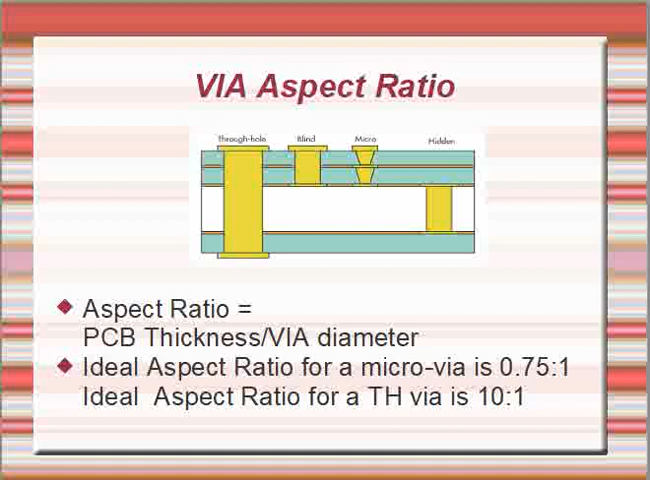 VIA Aspect Ratio
Through-hole Blind Micro Hidden
Aspect Ratio =
PCB Thickness/VIA diameter
Ideal Aspect Ratio for a micro-via is 0.75:1
Ideal Aspect Ratio for a TH via is 10:1